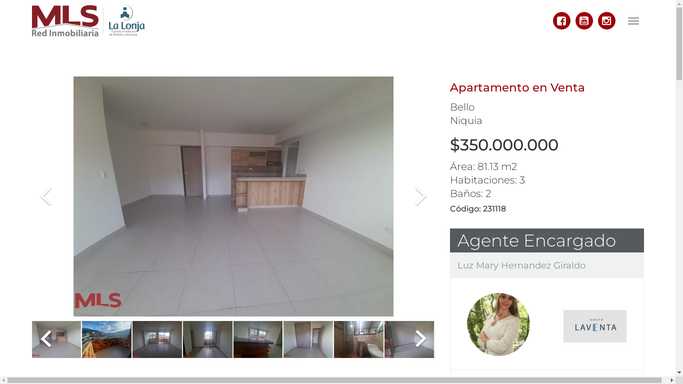 MLS
Red Inmobiliaria
La Lonja
Apartamento en Venta
Bello
Niquia
$350.000.000
Área: 81.13 m2
Habitaciones: 3
Baños: 2
Código: 231118
MLS
Agente Encargado
Luz Mary Hernandez Giraldo
LAVENTA